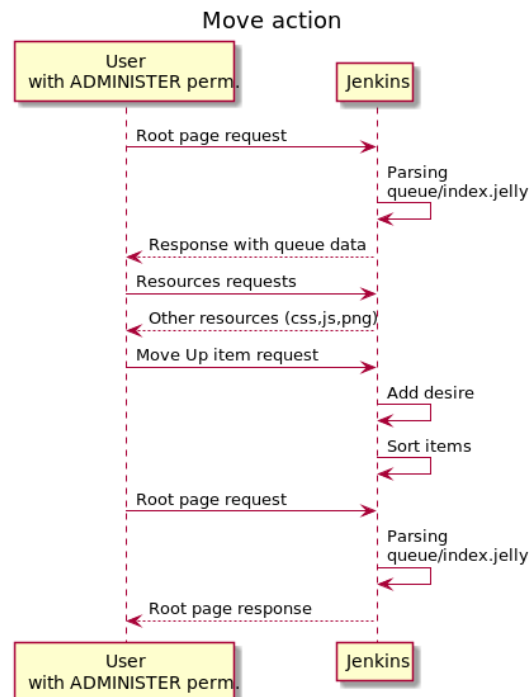 Move action
User
with ADMINISTER perm.
Jenkins
Root page request
Parsing
queue/index.jelly
Response with queue data
Resources requests
Other resources (css,js,png)
Move Up item request
Add desire
Sort items
Root page request
Parsing
queue/index.jelly
Root page response
User
with ADMINISTER perm.
Jenkins